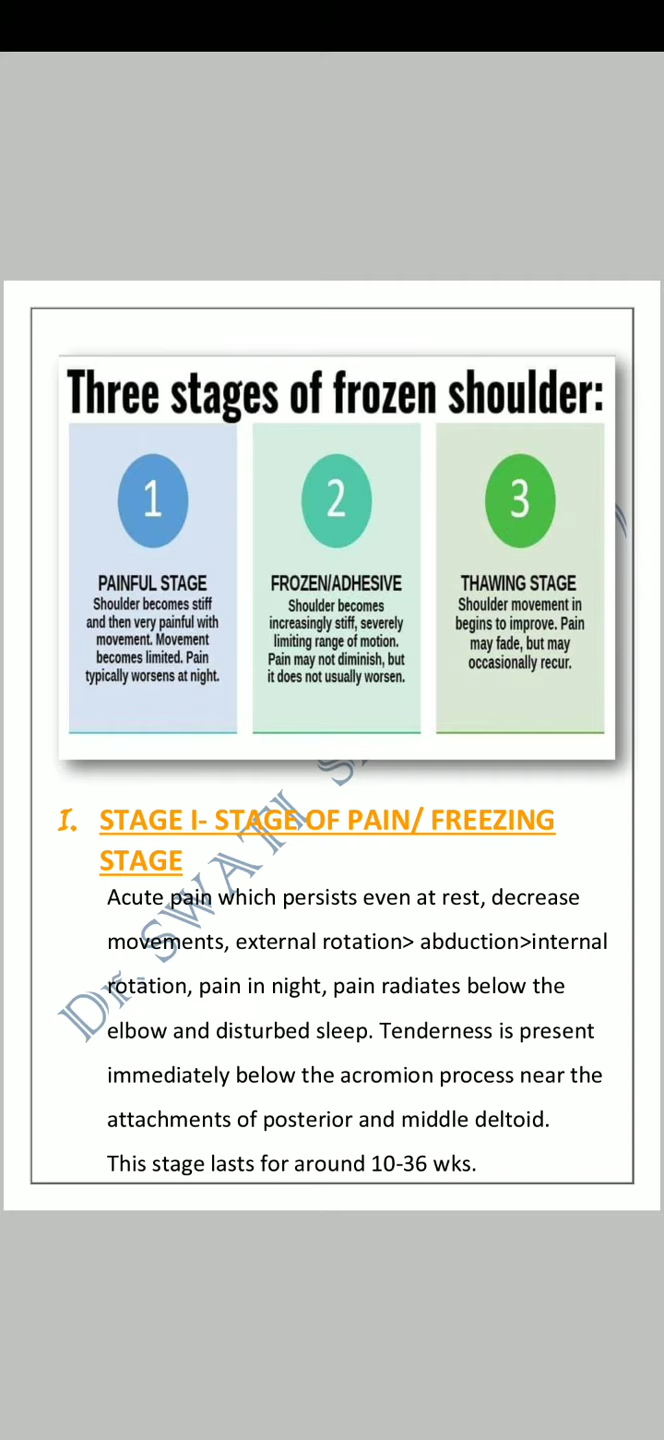 Three stages of frozen shoulder:
1
PAINFUL STAGE
Shoulder becomes stiff
and then very painful with
movement. Movement
becomes limited. Pain
typically worsens at night.
2
FROZEN/ADHESIVE
Shoulder becomes
increasingly stiff, severely
limiting range of motion.
Pain may not diminish, but
it does not usually worsen.
3
THAWING STAGE
Shoulder movement in
begins to improve. Pain
may fade, but may
occasionally recur.
I. STAGE I- STAGE OF PAIN/ FREEZING
STAGE
Acute pain which persists even at rest, decrease
movements, external rotation> abduction>internal
rotation, pain in night, pain radiates below the
elbow and disturbed sleep. Tenderness is present
immediately below the acromion process near the
attachments of posterior and middle deltoid.
This stage lasts for around 10-36 wks.
Dr. SWATI